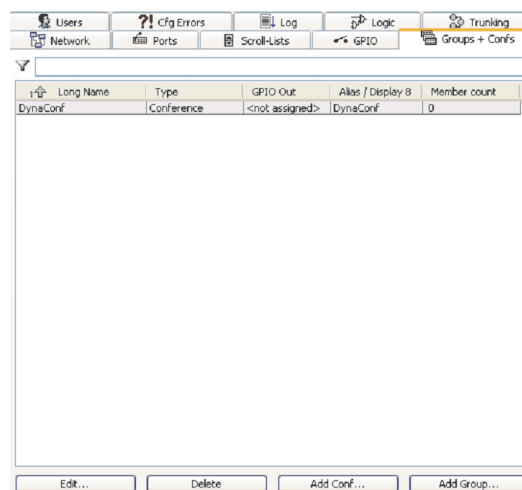 Users ?! Cfg Errors Log Logic Trunking
Network Ports Scroll-Lists GPIO Groups + Confs
1 Long Name Type GPIO Out Alias / Display 8 Member count
DynaConf Conference <not assigned> DynaConf 0
Edit... Delete Add Conf... Add Group...